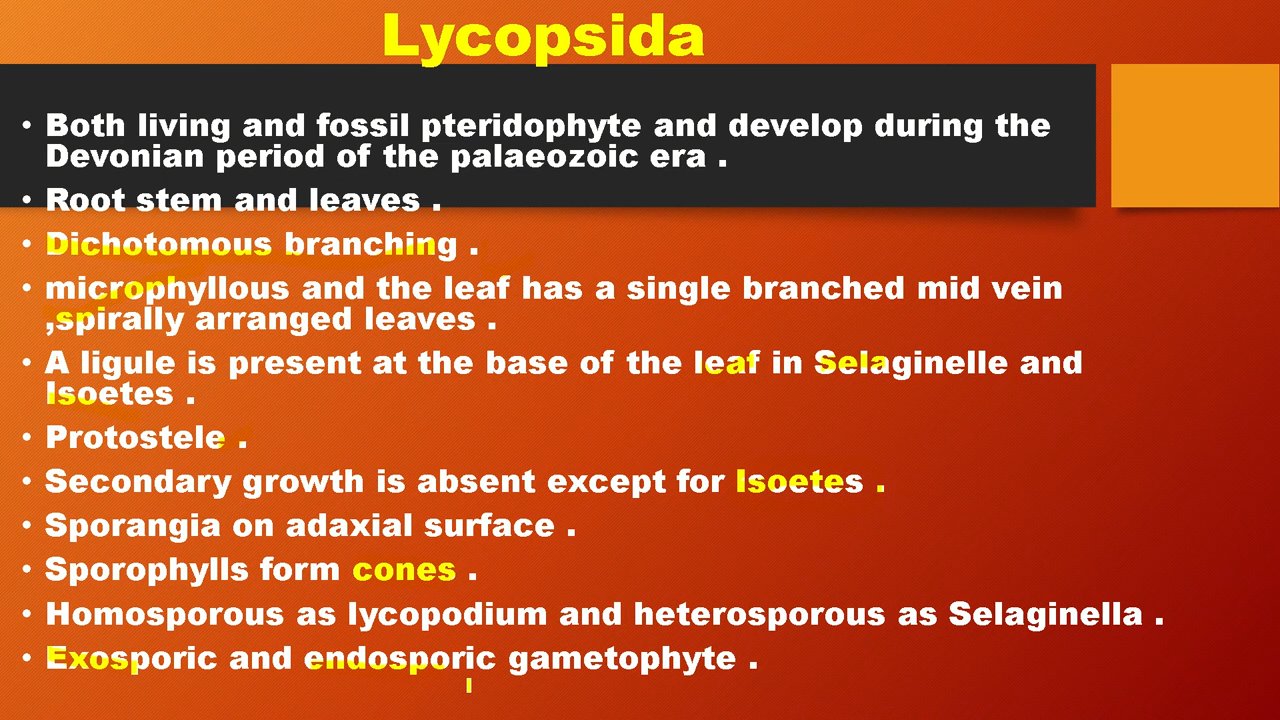 Lycopsida
• Both living and fossil pteridophyte and develop during the
Devonian period of the palaeozoic era .
• Root stem and leaves .
• Dichotomous branching .
• microphyllous and the leaf has a single branched mid vein
,spirally arranged leaves .
• A ligule is present at the base of the leaf in Selaginelle and
Isoetes .
• Protostele .
• Secondary growth is absent except for Isoetes .
• Sporangia on adaxial surface .
• Sporophylls form cones .
• Homosporous as lycopodium and heterosporous as Selaginella .
• Exosporic and endosporic gametophyte .